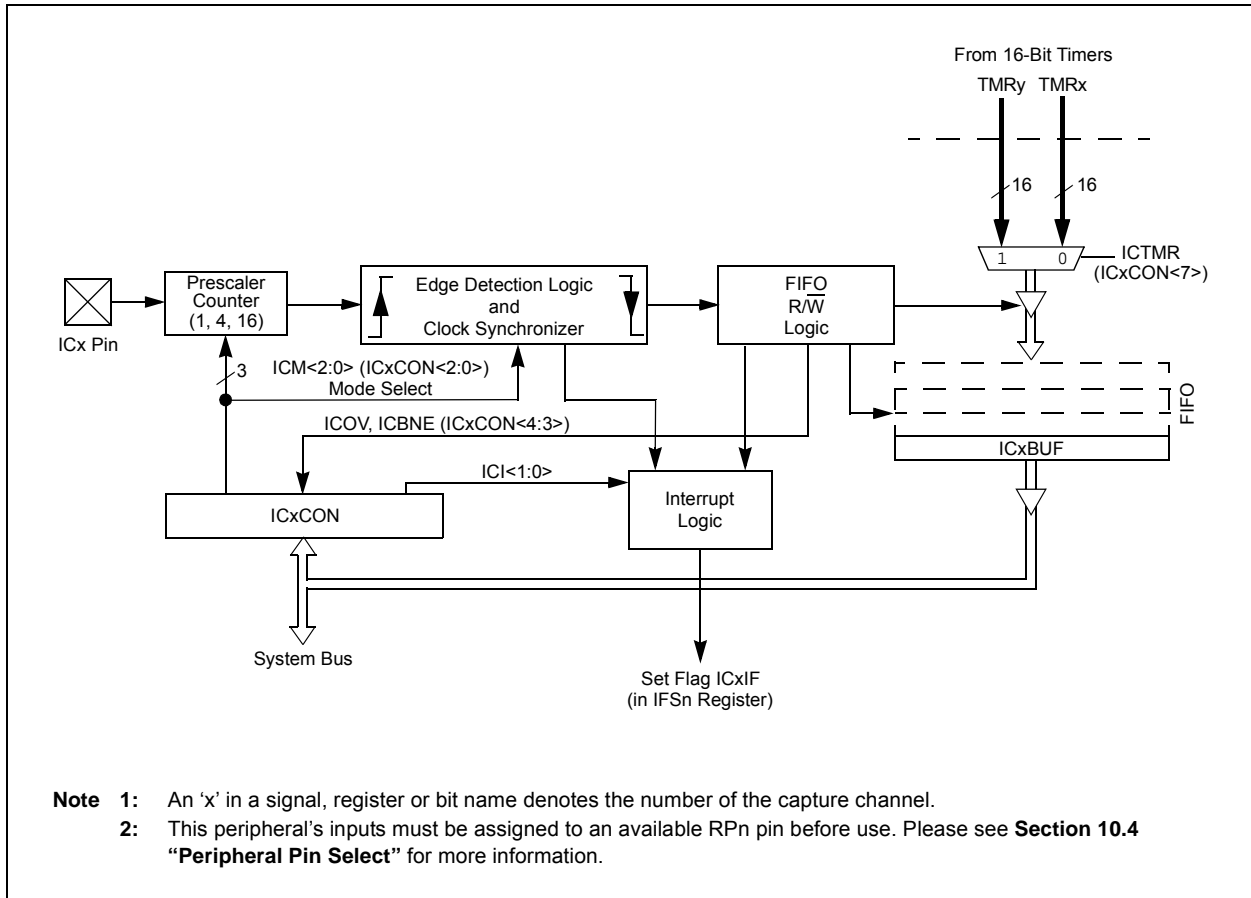 From 16-Bit Timers
TMRy TMRx
16 16
1 0
ICTMR
(ICxCON<7>)
Prescaler
Counter
(1, 4, 16)
Edge Detection Logic
and
Clock Synchronizer
FIFO
R/W
Logic
ICx Pin
3
ICM<2:0> (ICxCON<2:0>)
Mode Select
FIFO
ICOV, ICBNE (ICxCON<4:3>)
ICxBUF
ICI<1:0>
ICxCON
Interrupt
Logic
System Bus
Set Flag ICxIF
(in IFSn Register)
Note 1: An ‘x’ in a signal, register or bit name denotes the number of the capture channel.
2: This peripheral’s inputs must be assigned to an available RPn pin before use. Please see Section 10.4
“Peripheral Pin Select” for more information.